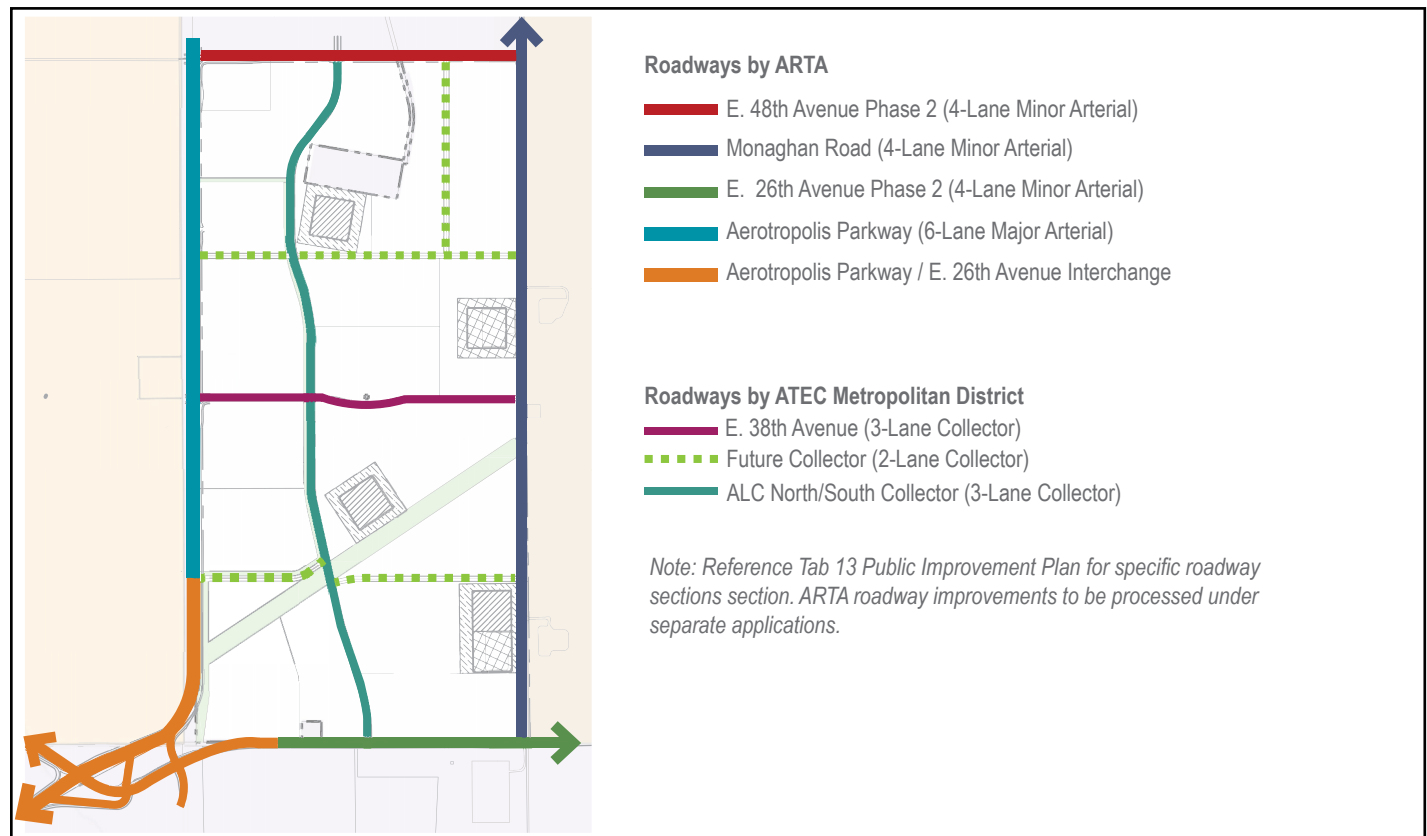 Roadways by ARTA
E. 48th Avenue Phase 2 (4-Lane Minor Arterial)
Monaghan Road (4-Lane Minor Arterial)
E. 26th Avenue Phase 2 (4-Lane Minor Arterial)
Aerotropolis Parkway (6-Lane Major Arterial)
Aerotropolis Parkway / E. 26th Avenue Interchange
Roadways by ATEC Metropolitan District
E. 38th Avenue (3-Lane Collector)
Future Collector (2-Lane Collector)
ALC North/South Collector (3-Lane Collector)
Note: Reference Tab 13 Public Improvement Plan for specific roadway
sections section. ARTA roadway improvements to be processed under
separate applications.